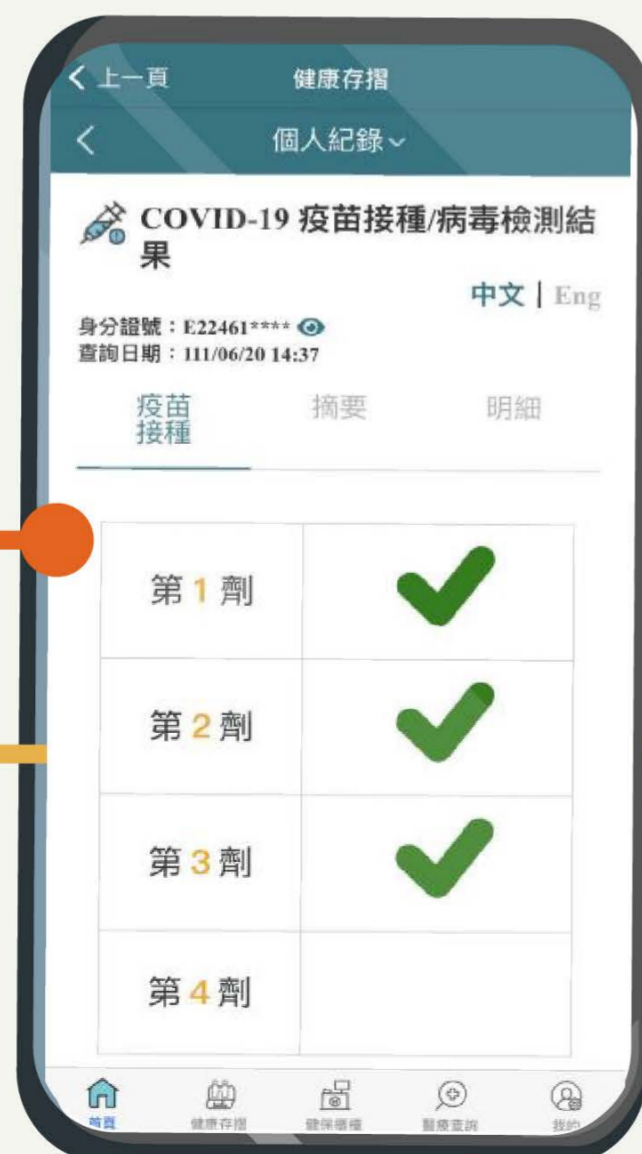 上一頁 健康存摺
個人紀錄
COVID-19 疫苗接種/病毒檢測結
果
中文 | Eng
身分證號：E22461****
查詢日期：111/06/20 14:37
疫苗
接種
摘要
明細
第 1 劑
第 2 劑
第 3 劑
第 4 劑
首頁 健康存摺 健保櫃檯 醫療查詢 我的